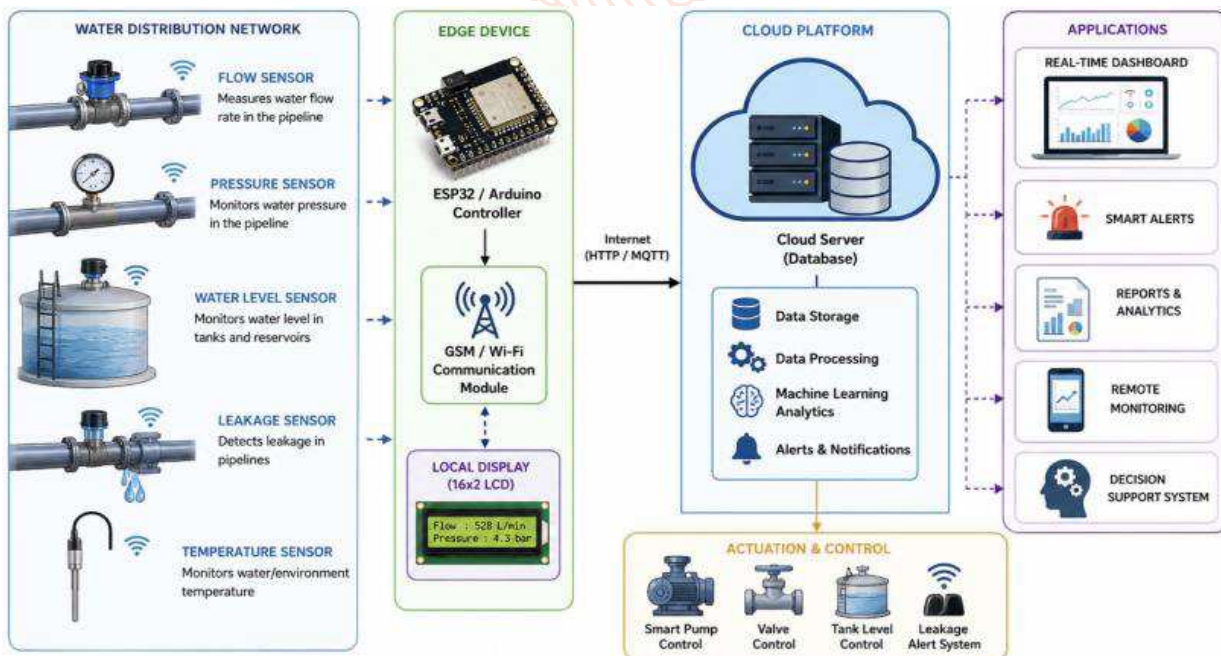 WATER DISTRIBUTION NETWORK
FLOW SENSOR
Measures water flow
rate in the pipeline
PRESSURE SENSOR
Monitors water pressure
in the pipeline
WATER LEVEL SENSOR
Monitors water level in
tanks and reservoirs
LEAKAGE SENSOR
Detects leakage in
pipelines
TEMPERATURE SENSOR
Monitors water/environment
temperature
EDGE DEVICE
ESP32 / Arduino
Controller
GSM / Wi-Fi
Communication
Module
LOCAL DISPLAY
(16x2 LCD)
Flow : 528 L/min
Pressure : 4.3 bar
Internet
(HTTP / MQTT)
CLOUD PLATFORM
Cloud Server
(Database)
Data Storage
Data Processing
Machine Learning
Analytics
Alerts & Notifications
ACTUATION & CONTROL
Smart Pump
Control
Valve
Control
Tank Level
Control
Leakage
Alert System
APPLICATIONS
REAL-TIME DASHBOARD
SMART ALERTS
REPORTS &
ANALYTICS
REMOTE
MONITORING
DECISION
SUPPORT SYSTEM